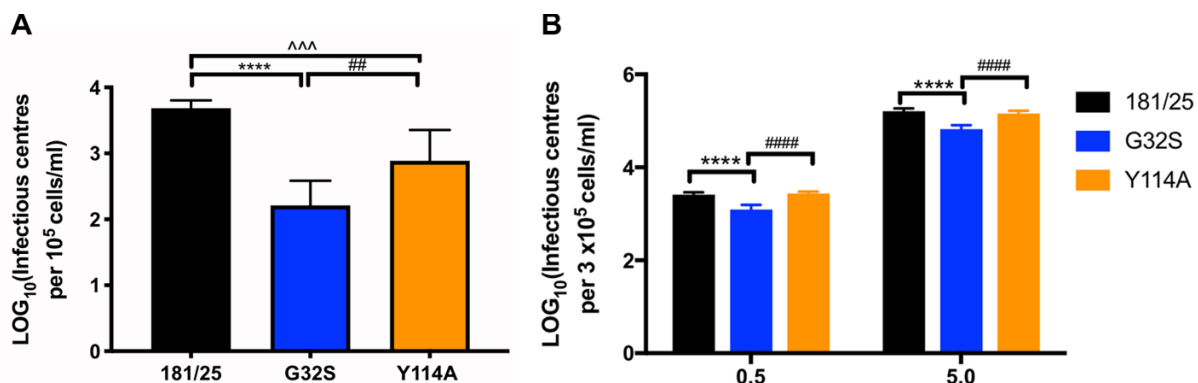 A
LOG10(Infectious centres
per 10^5 cells/ml)
^^^
****
##
4
3
2
1
0
181/25
G32S
Y114A
B
LOG10(Infectious centres
per 3 x10^5 cells/ml)
6
4
2
0
****
####
****
####
0.5
5.0
181/25
G32S
Y114A